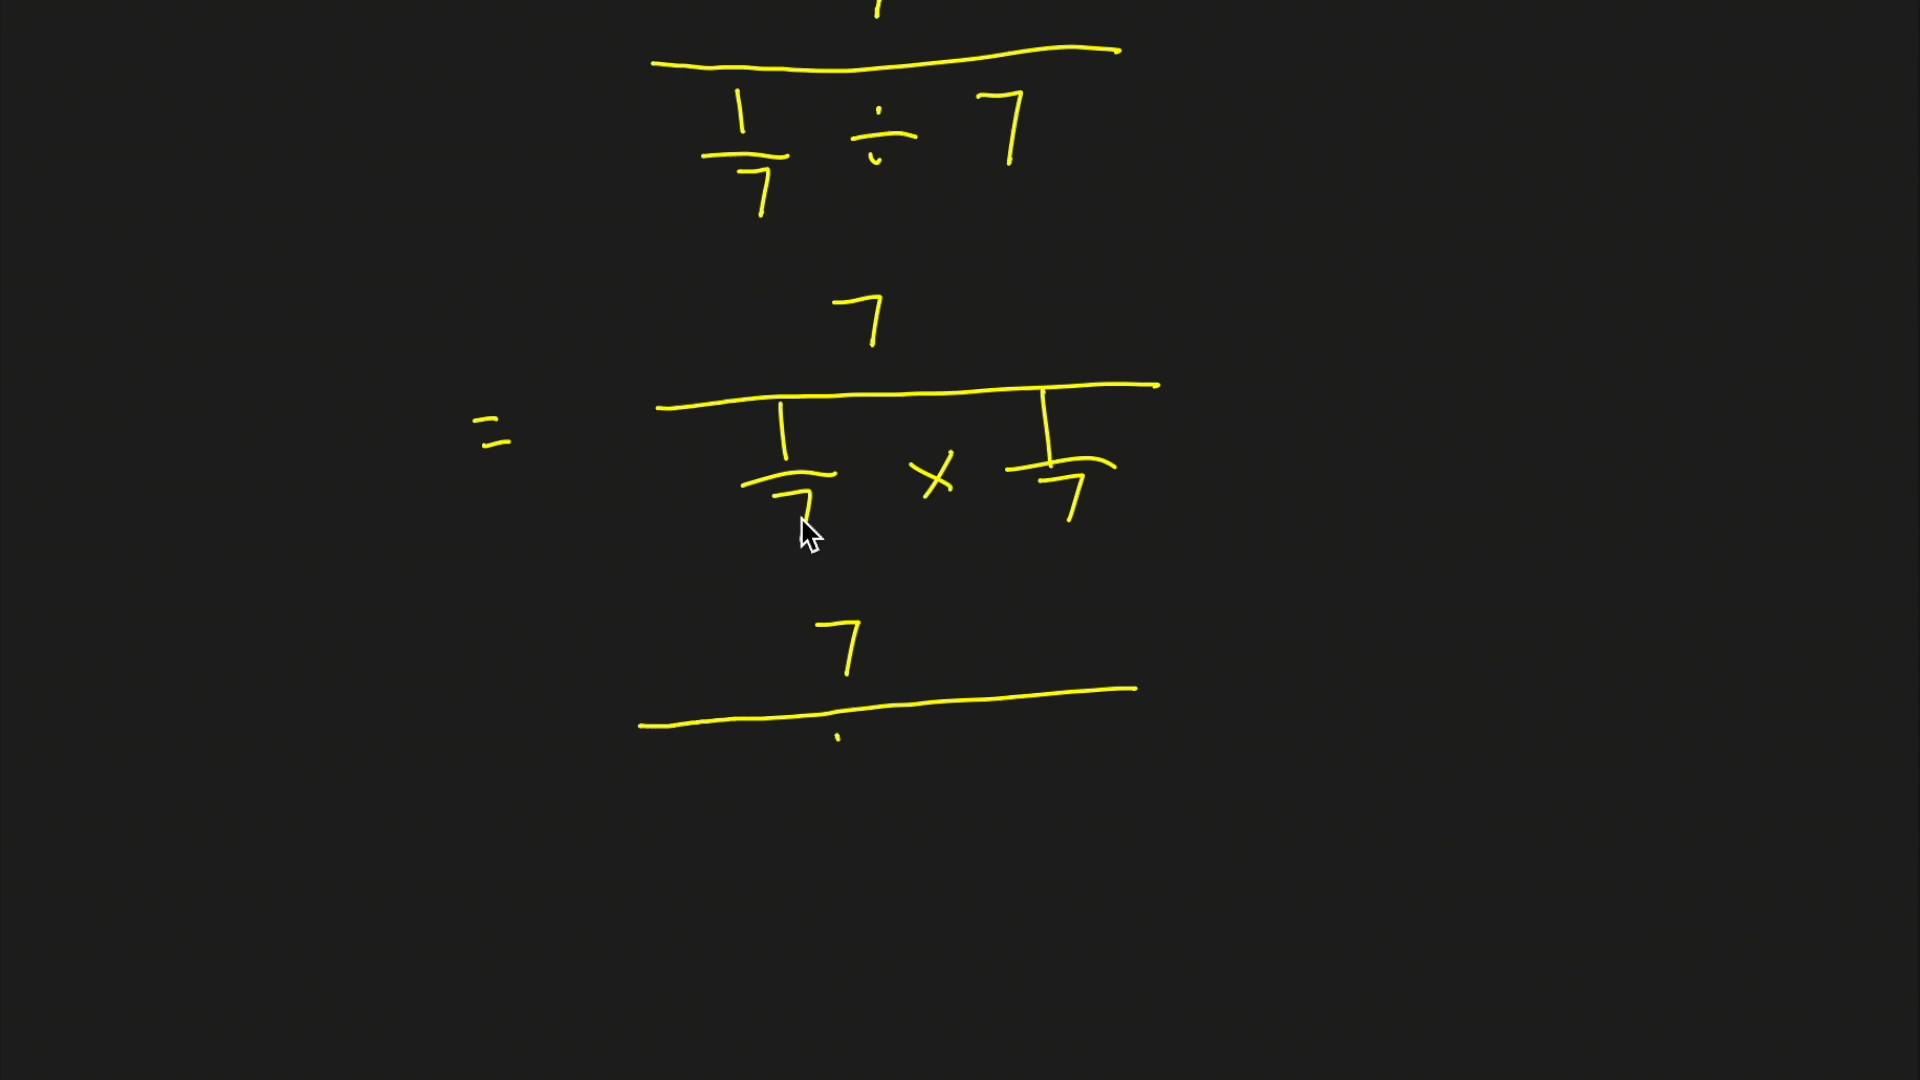 1/7 ÷ 7
7
= 1/7 × 1/7
7